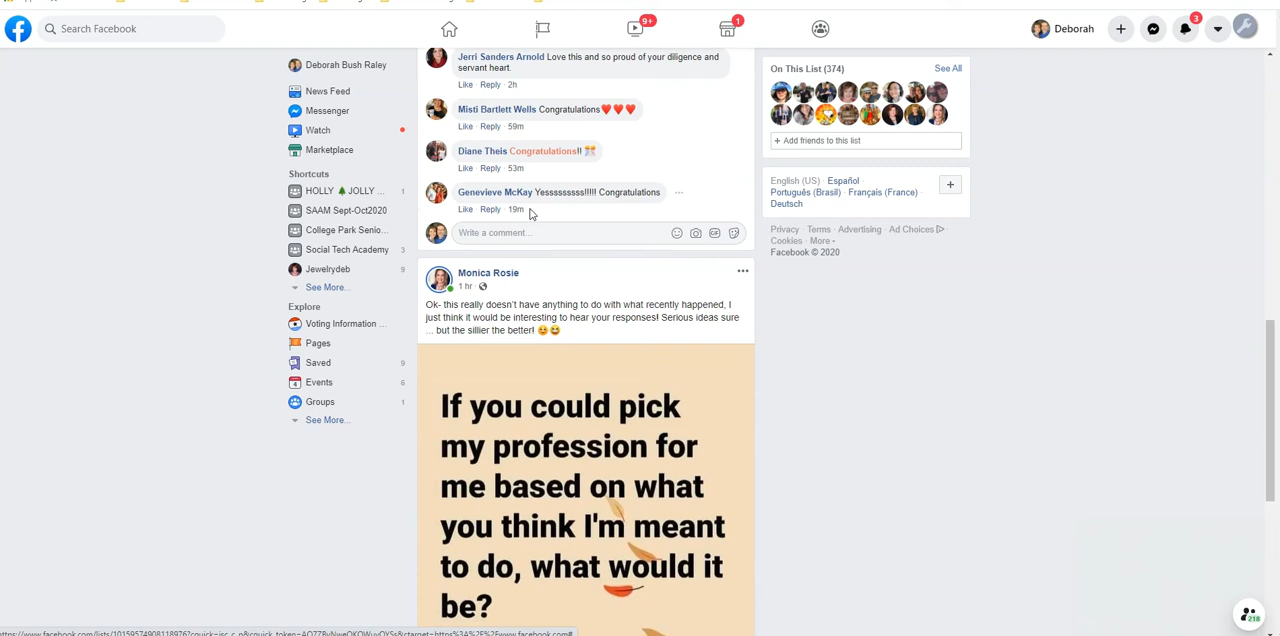 Search Facebook
9+
1
Deborah
3
Deborah Bush Raley
News Feed
Messenger
Watch
Marketplace
Shortcuts
HOLLY 🌲JOLLY ... 1
SAAM Sept-Oct2020
College Park Senio...
Social Tech Academy 3
Jewelrydeb 9
See More...
Explore
Voting Information ...
Pages
Saved 9
Events 6
Groups 1
See More...
Jerri Sanders Arnold Love this and so proud of your diligence and
servant heart.
Like · Reply · 2h
Misti Bartlett Wells Congratulations❤️❤️❤️
Like · Reply · 59m
Diane Theis Congratulations!! 🎊
Like · Reply · 53m
Genevieve McKay Yesssssssss!!!!! Congratulations ...
Like · Reply · 19m
Write a comment...
GIF
Monica Rosie
1 hr ·
Ok- this really doesn't have anything to do with what recently happened, I
just think it would be interesting to hear your responses! Serious ideas sure
... but the sillier the better! 😊😄
If you could pick
my profession for
me based on what
you think I'm meant
to do, what would it
be?
On This List (374)
See All
+ Add friends to this list
English (US) · Español ·
Português (Brasil) · Français (France) ·
Deutsch
Privacy · Terms · Advertising · Ad Choices ·
Cookies · More
Facebook © 2020
218